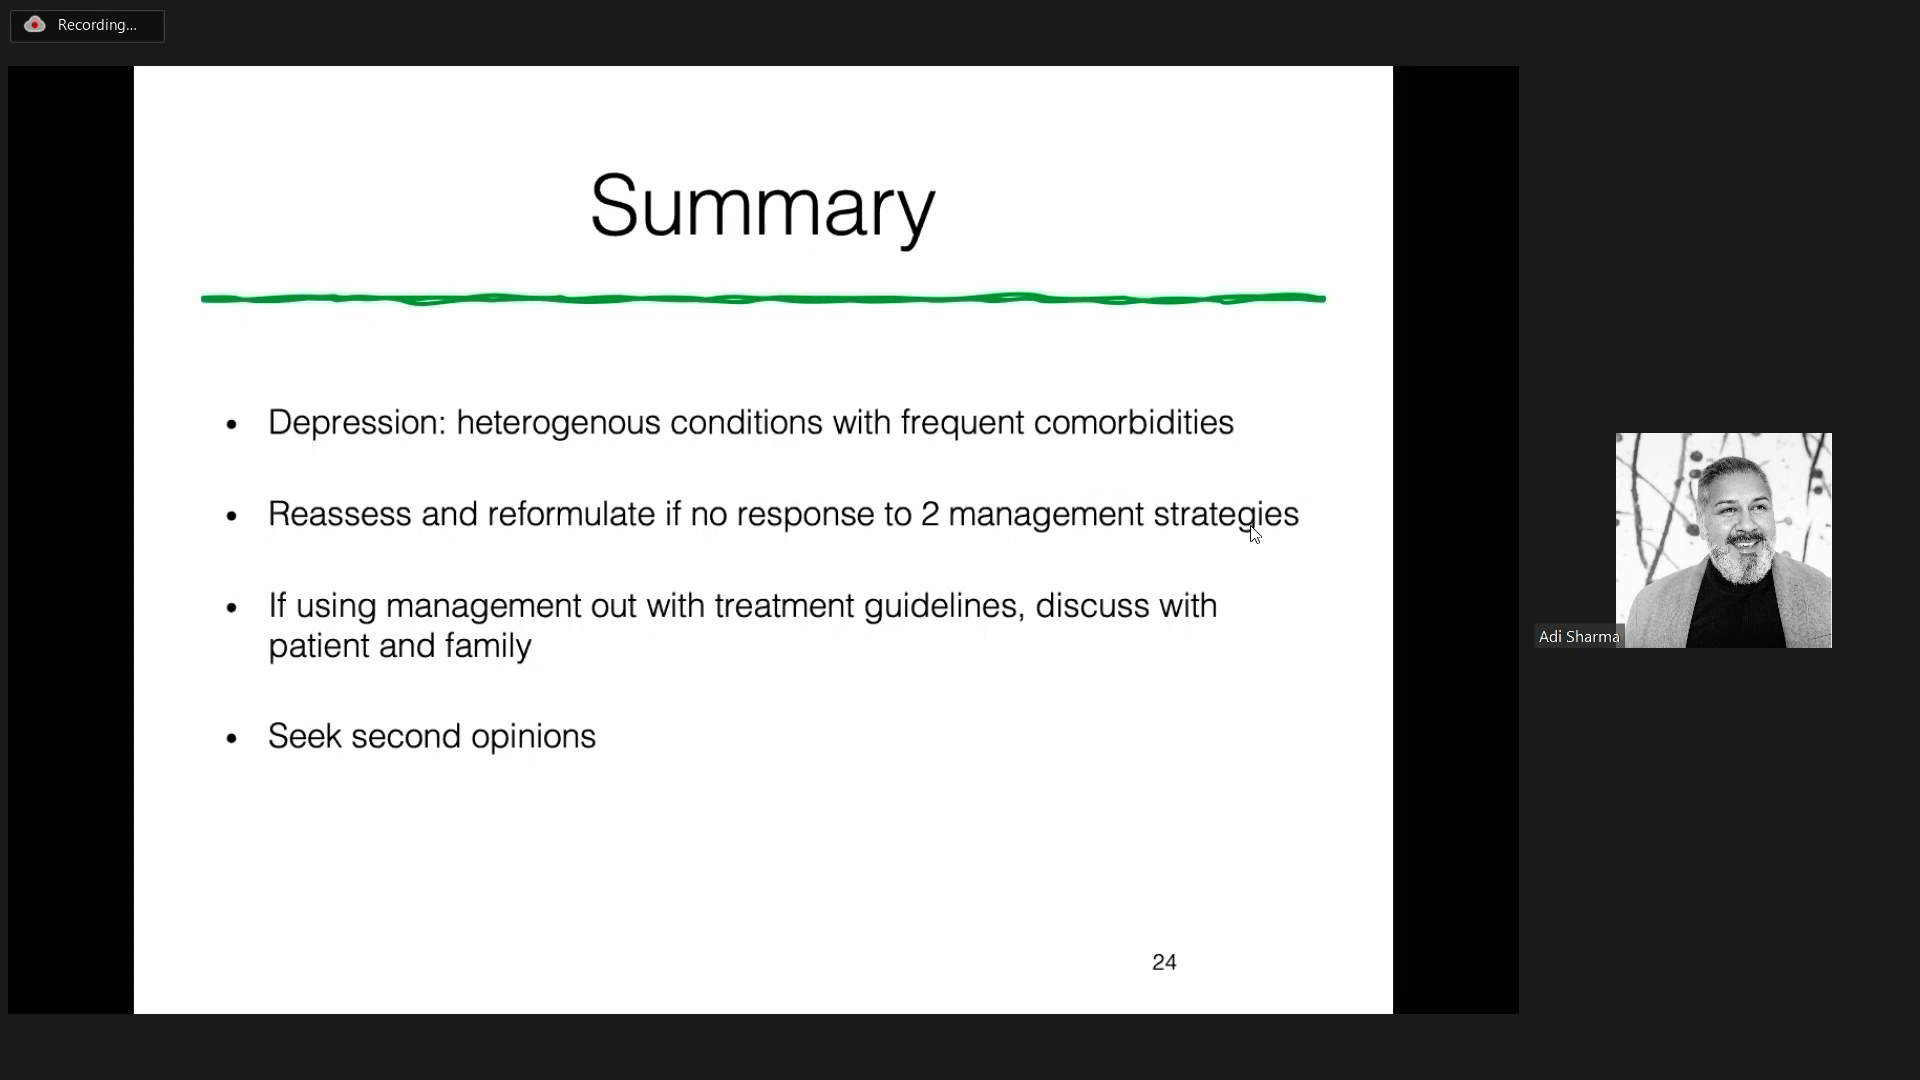 Recording...
Summary
• Depression: heterogenous conditions with frequent comorbidities
• Reassess and reformulate if no response to 2 management strategies
• If using management out with treatment guidelines, discuss with
patient and family
• Seek second opinions
24
Adi Sharma